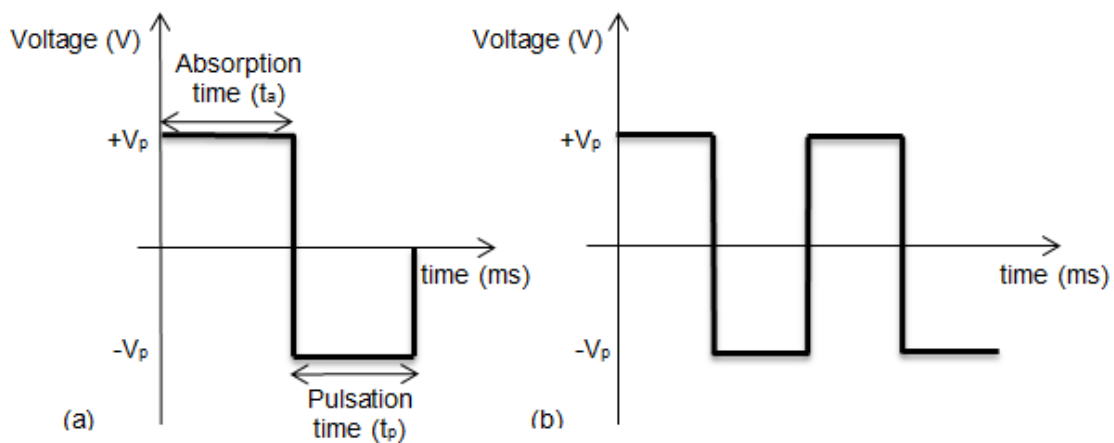 Voltage (V)
Absorption
time (tₐ)
+Vₚ
time (ms)
-Vₚ
Pulsation
time (tₚ)
(a)
Voltage (V)
+Vₚ
time (ms)
-Vₚ
(b)